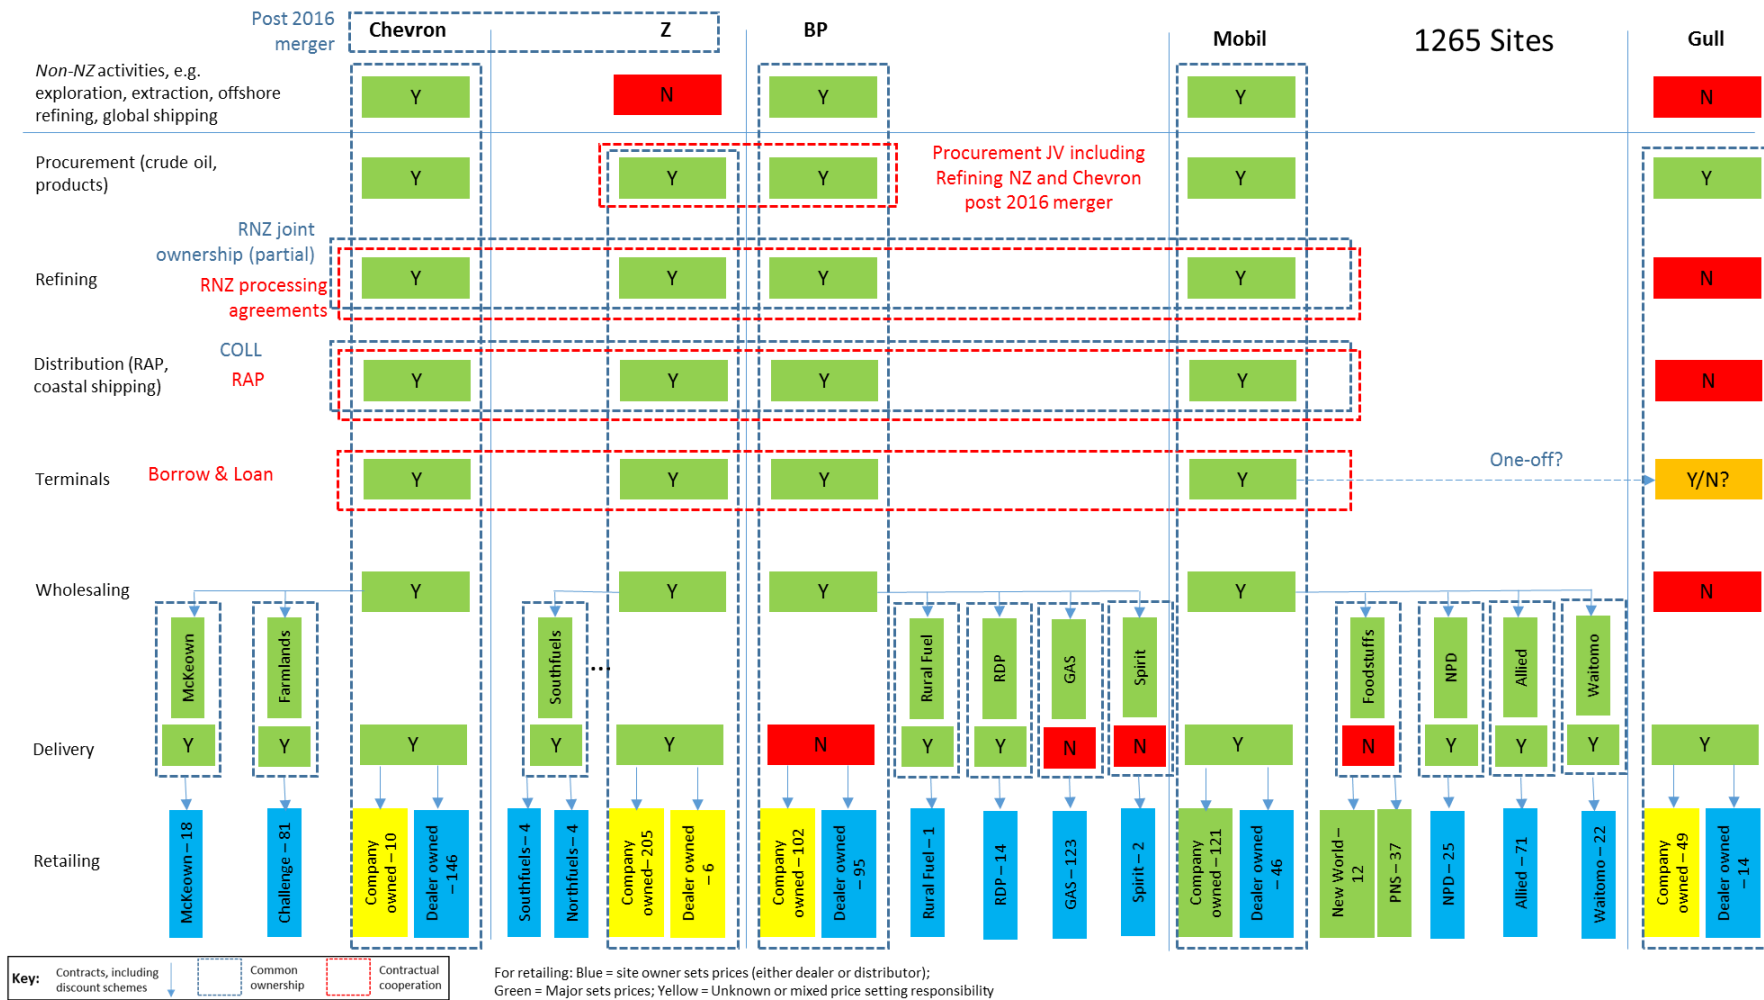 Post 2016
merger
Chevron
Z
BP
Mobil
1265 Sites
Gull
Non-NZ activities, e.g.
exploration, extraction, offshore
refining, global shipping
Y
N
Y
Y
N
Procurement (crude oil,
products)
Y
Y
Y
Procurement JV including
Refining NZ and Chevron
post 2016 merger
Y
Y
RNZ joint
ownership (partial)
Refining
RNZ processing
agreements
Y
Y
Y
Y
N
Distribution (RAP,
coastal shipping)
COLL
RAP
Y
Y
Y
Y
N
Terminals
Borrow & Loan
Y
Y
Y
Y
One-off?
Y/N?
Wholesaling
Y
Y
Y
Y
N
McKeown
Farmlands
Southfuels
...
Rural Fuel
RDP
GAS
Spirit
Foodstuffs
NPD
Allied
Waitomo
Delivery
Y
Y
Y
Y
Y
N
Y
Y
N
N
Y
N
Y
Y
Y
Y
Retailing
McKeown – 18
Challenge – 81
Company
owned – 10
Dealer owned
– 146
Southfuels – 4
Northfuels – 4
Company
owned– 205
Dealer owned
– 6
Company
owned – 102
Dealer owned
– 95
Rural Fuel – 1
RDP – 14
GAS – 123
Spirit – 2
Company
owned – 121
Dealer owned
– 46
New World –
12
PNS – 37
NPD – 25
Allied – 71
Waitomo – 22
Company
owned – 49
Dealer owned
– 14
Key:
Contracts, including
discount schemes
Common
ownership
Contractual
cooperation
For retailing: Blue = site owner sets prices (either dealer or distributor);
Green = Major sets prices; Yellow = Unknown or mixed price setting responsibility